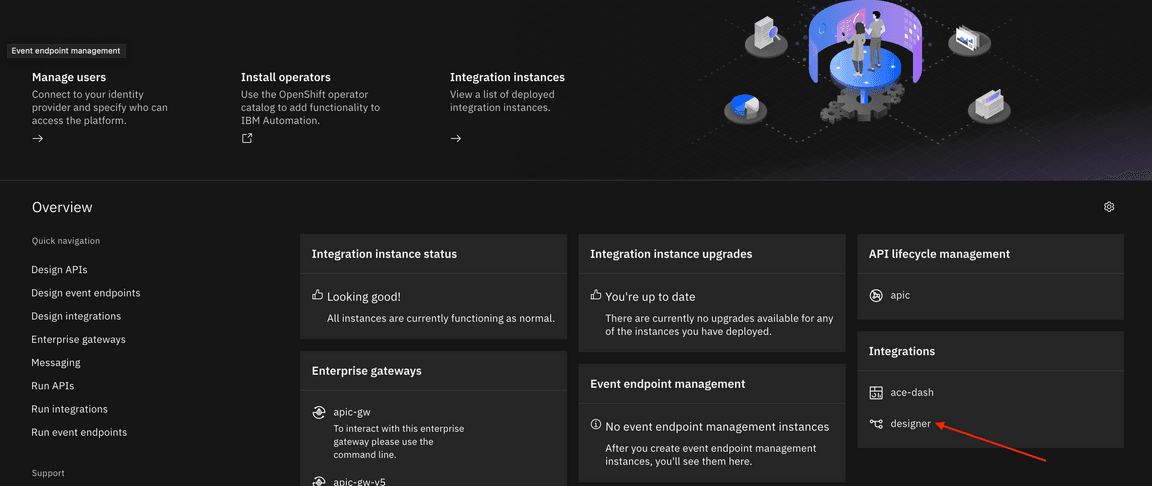 Event endpoint management
Manage users
Connect to your identity
provider and specify who can
access the platform.
Install operators
Use the OpenShift operator
catalog to add functionality to
IBM Automation.
Integration instances
View a list of deployed
integration instances.
Overview
Quick navigation
Design APIs
Design event endpoints
Design integrations
Enterprise gateways
Messaging
Run APIs
Run integrations
Run event endpoints
Support
Integration instance status
Looking good!
All instances are currently functioning as normal.
Enterprise gateways
apic-gw
To interact with this enterprise
gateway please use the
command line.
apic-gw-v5
Integration instance upgrades
You're up to date
There are currently no upgrades available for any
of the instances you have deployed.
Event endpoint management
No event endpoint management instances
After you create event endpoint management
instances, you'll see them here.
API lifecycle management
apic
Integrations
ace-dash
designer